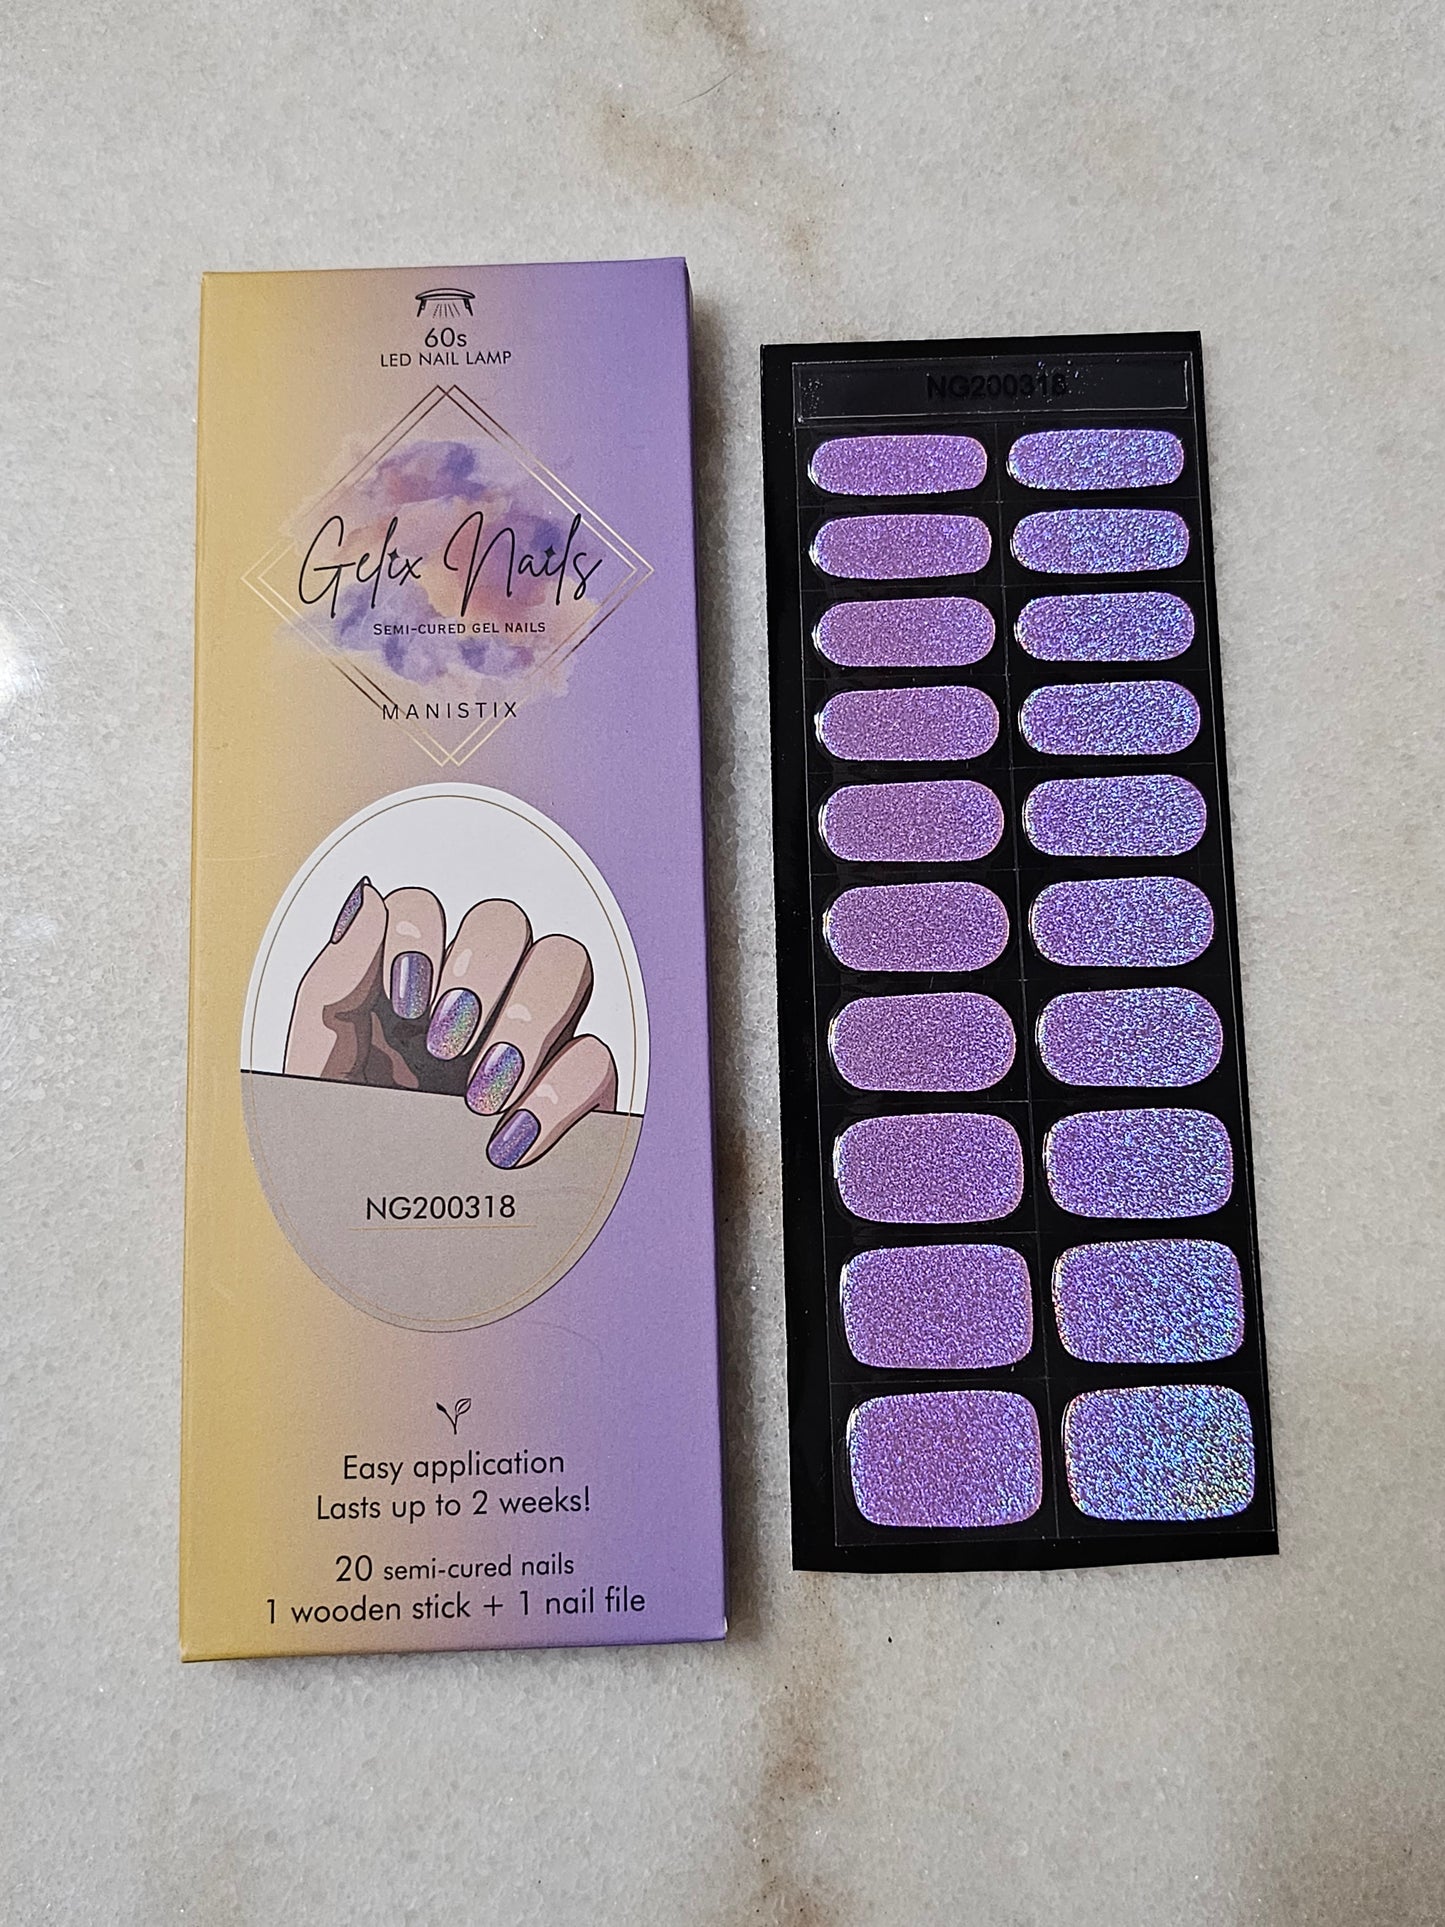 60s
LED NAIL LAMP
Gelix Nails
SEMI-CURED GEL NAILS
MANISTIX
NG200318
Easy application
Lasts up to 2 weeks!
20 semi-cured nails
1 wooden stick + 1 nail file
NG200318